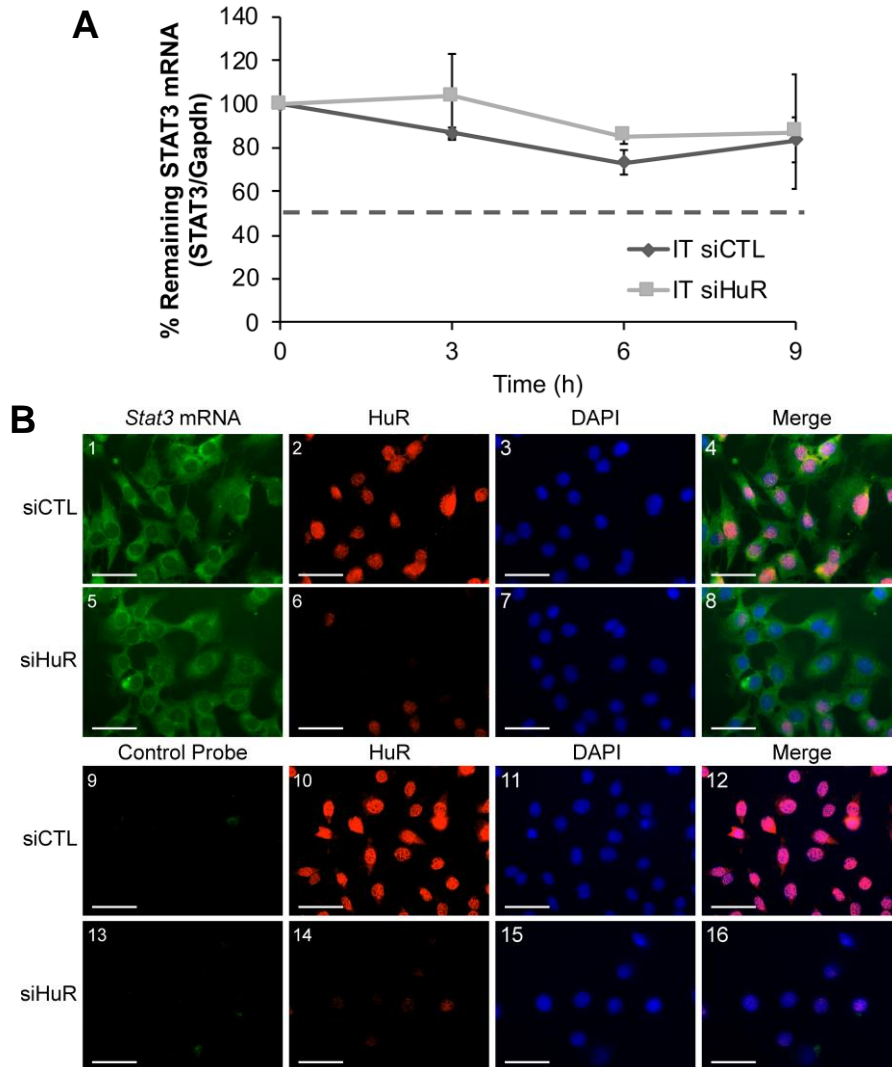 A
% Remaining STAT3 mRNA
(STAT3/Gapdh)
140
120
100
80
60
40
20
0
IT siCTL
IT siHuR
0 3 6 9
Time (h)
B
Stat3 mRNA HuR DAPI Merge
siCTL 1 2 3 4
siHuR 5 6 7 8
Control Probe HuR DAPI Merge
siCTL 9 10 11 12
siHuR 13 14 15 16